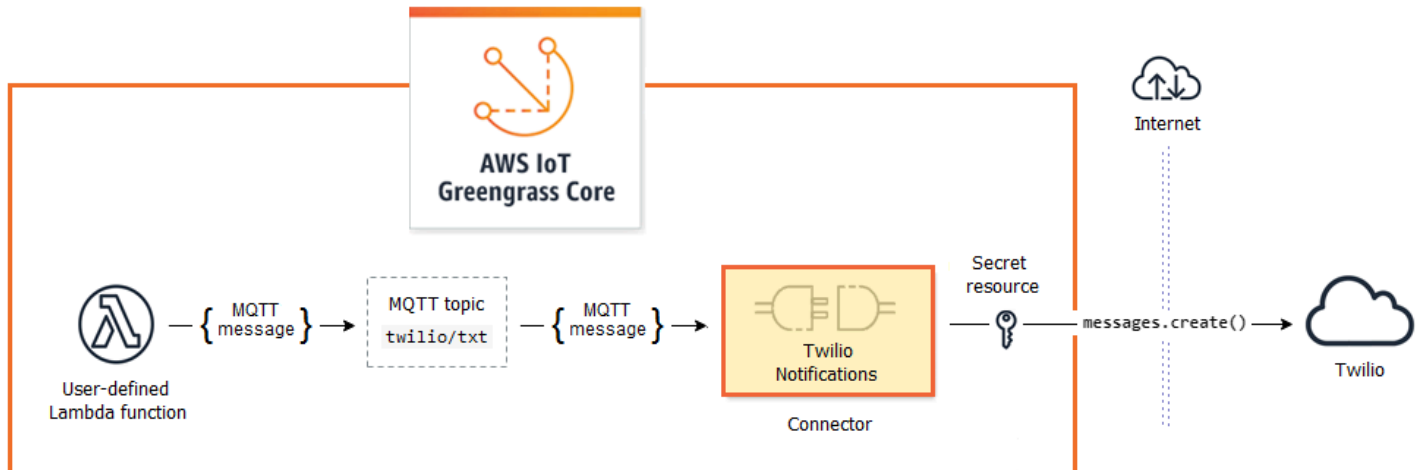 AWS IoT
Greengrass Core
Internet
User-defined
Lambda function
{ MQTT
message }
MQTT topic
twilio/txt
{ MQTT
message }
Twilio
Notifications
Connector
Secret
resource
messages.create()
Twilio